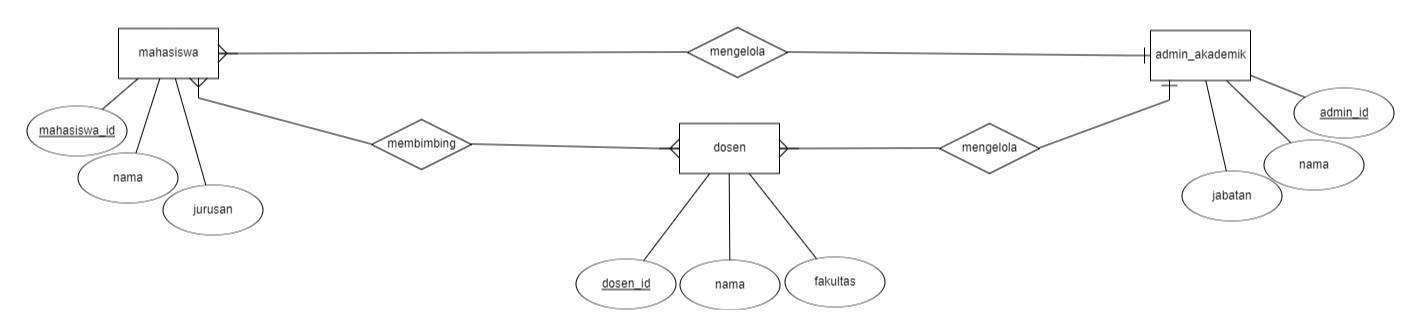 mahasiswa
mengelola
admin_akademik
mahasiswa_id
nama
jurusan
membimbing
dosen
mengelola
admin_id
nama
jabatan
dosen_id
nama
fakultas